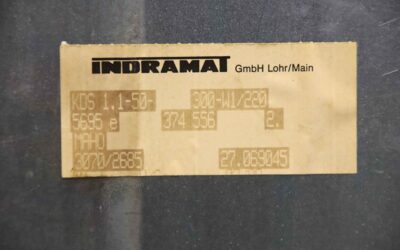 INDRAMAT GmbH Lohr/Main
KDS 1.1-50- 300-W1/220
5695 e 374 556 2.
MAHO
3070/2685 27.069045